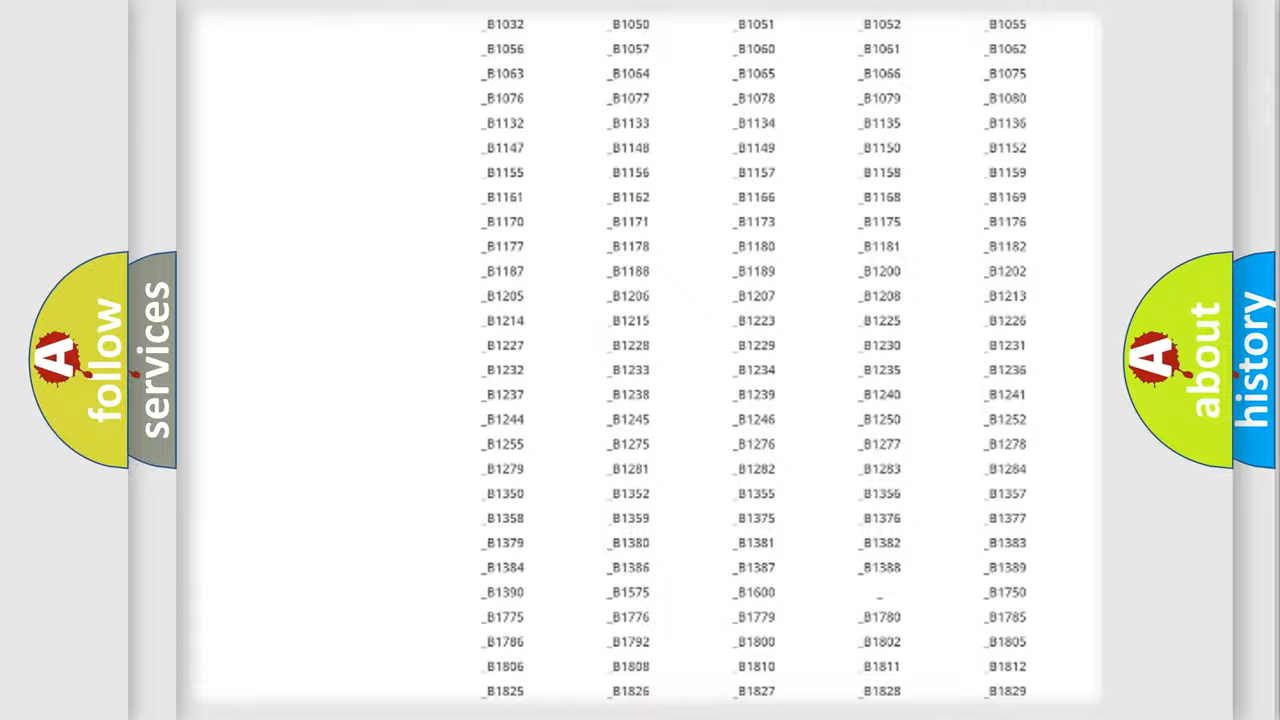 _B1032 _B1050 _B1051 _B1052 _B1055
_B1056 _B1057 _B1060 _B1061 _B1062
_B1063 _B1064 _B1065 _B1066 _B1075
_B1076 _B1077 _B1078 _B1079 _B1080
_B1132 _B1133 _B1134 _B1135 _B1136
_B1147 _B1148 _B1149 _B1150 _B1152
_B1155 _B1156 _B1157 _B1158 _B1159
_B1161 _B1162 _B1166 _B1168 _B1169
_B1170 _B1171 _B1173 _B1175 _B1176
_B1177 _B1178 _B1180 _B1181 _B1182
_B1187 _B1188 _B1189 _B1200 _B1202
_B1205 _B1206 _B1207 _B1208 _B1213
_B1214 _B1215 _B1223 _B1225 _B1226
_B1227 _B1228 _B1229 _B1230 _B1231
_B1232 _B1233 _B1234 _B1235 _B1236
_B1237 _B1238 _B1239 _B1240 _B1241
_B1244 _B1245 _B1246 _B1250 _B1252
_B1255 _B1275 _B1276 _B1277 _B1278
_B1279 _B1281 _B1282 _B1283 _B1284
_B1350 _B1352 _B1355 _B1356 _B1357
_B1358 _B1359 _B1375 _B1376 _B1377
_B1379 _B1380 _B1381 _B1382 _B1383
_B1384 _B1386 _B1387 _B1388 _B1389
_B1390 _B1575 _B1600 _ _B1750
_B1775 _B1776 _B1779 _B1780 _B1785
_B1786 _B1792 _B1800 _B1802 _B1805
_B1806 _B1808 _B1810 _B1811 _B1812
_B1825 _B1826 _B1827 _B1828 _B1829
A
follow
services
A
about
history